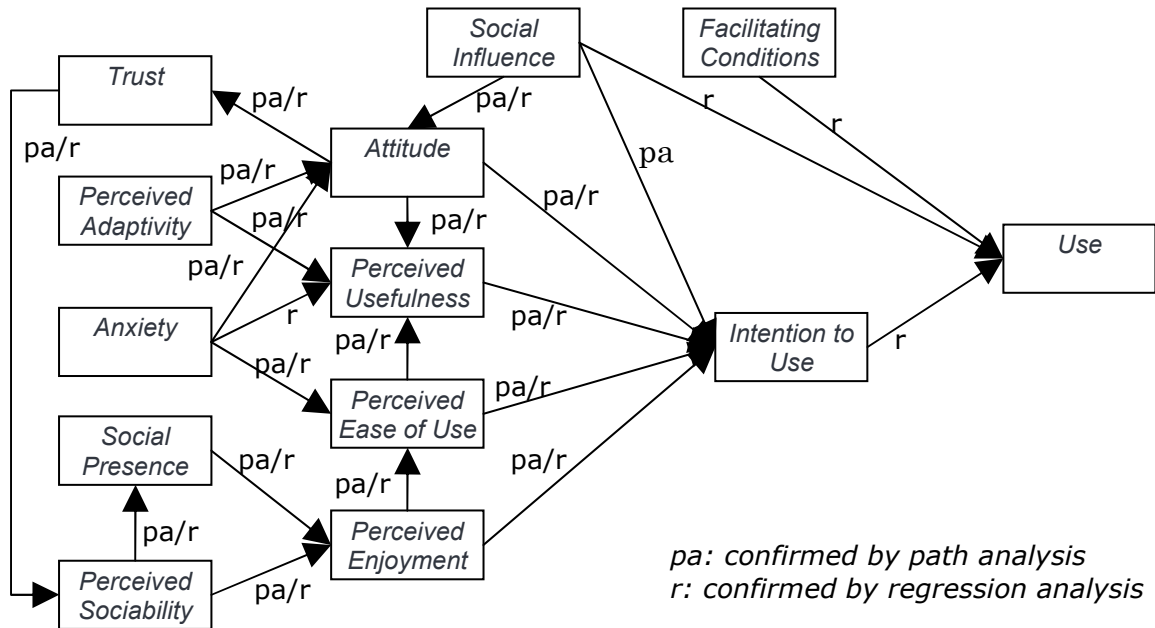 Social
Influence
Facilitating
Conditions
Trust
pa/r
pa/r
r
r
pa/r
Attitude
pa
pa/r
pa/r
Perceived
Adaptivity
pa/r
pa/r
pa/r
Use
pa/r
Perceived
Usefulness
Anxiety
r
pa/r
pa/r
Intention to
Use
r
pa/r
Perceived
Ease of Use
pa/r
Social
Presence
pa/r
pa/r
pa/r
pa/r
Perceived
Enjoyment
pa/r
Perceived
Sociability
pa: confirmed by path analysis
r: confirmed by regression analysis